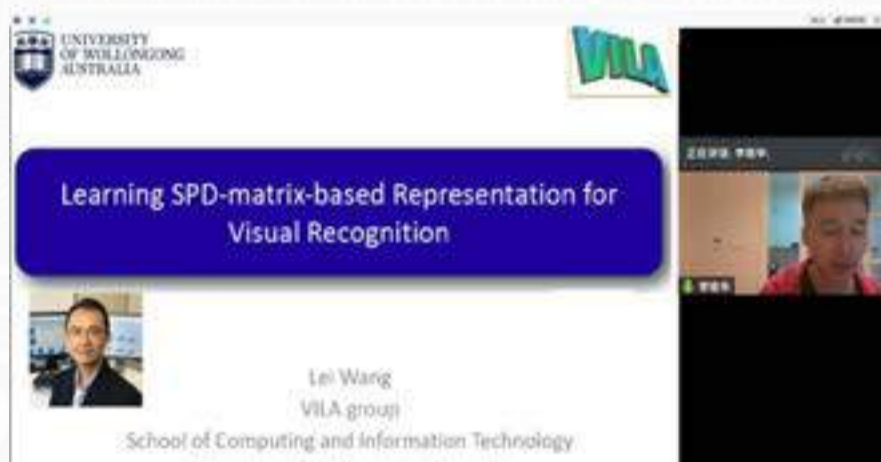 UNIVERSITY
OF WOLLONGONG
AUSTRALIA
VILA
Learning SPD-matrix-based Representation for
Visual Recognition
Lei Wang
VILA group
School of Computing and Information Technology